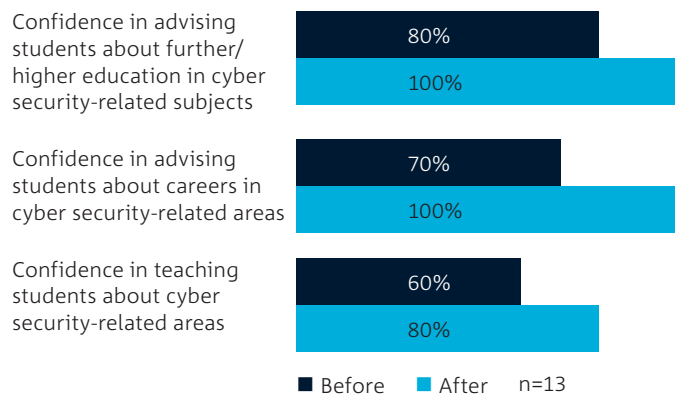 Confidence in advising
students about further/
higher education in cyber
security-related subjects
80%
100%
Confidence in advising
students about careers in
cyber security-related areas
70%
100%
Confidence in teaching
students about cyber
security-related areas
60%
80%
Before After n=13